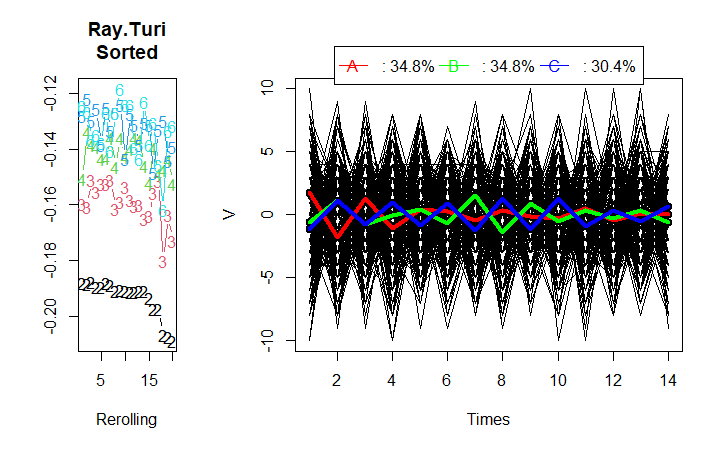 Ray.Turi
Sorted
A : 34.8% B : 34.8% C : 30.4%
-0.12
-0.14
-0.16
-0.18
-0.20
5 15
Rerolling
10
5
0
-5
-10
V
2 4 6 8 10 12 14
Times